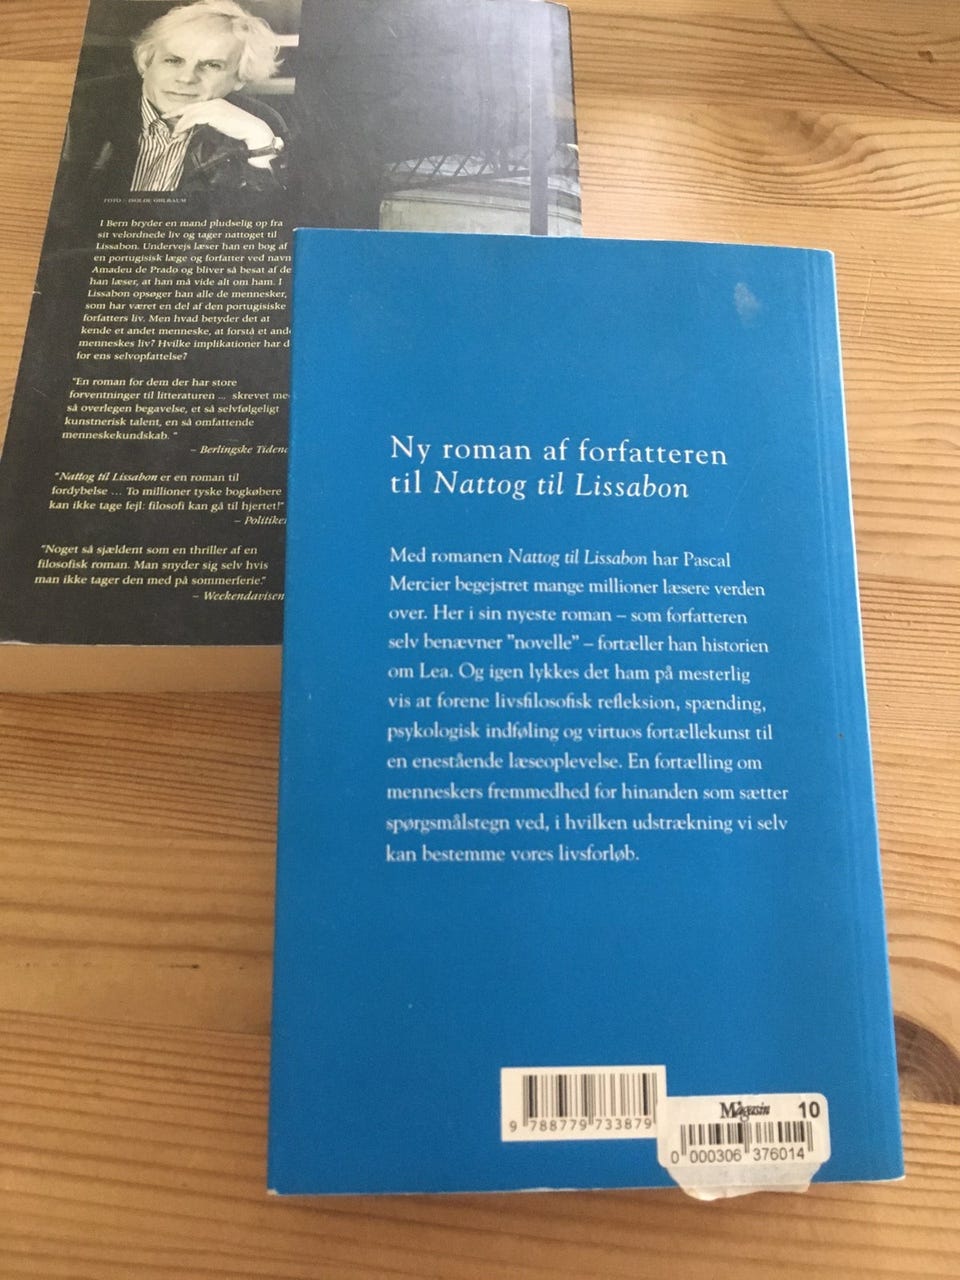 FOTO : ISOLDE OHLBAUM
I Bern bryder en mand pludselig op fra
sit velordnede liv og tager nattoget til
Lissabon. Undervejs læser han en bog af
en portugisisk læge og forfatter ved navn
Amadeu de Prado og bliver så besat af de
han læser, at han må vide alt om ham. I
Lissabon opsøger han alle de mennesker,
som har været en del af den portugisiske
forfatters liv. Men hvad betyder det at
kende et andet menneske, at forstå et and
menneskes liv? Hvilke implikationer har d
for ens selvopfattelse?
"En roman for dem der har store
forventninger til litteraturen ... skrevet me
så overlegen begavelse, et så selvfølgeligt
kunstnerisk talent, en så omfattende
menneskekundskab. "
– Berlingske Tidend
"Nattog til Lissabon er en roman til
fordybelse ... To millioner tyske bogkøbere
kan ikke tage fejl: filosofi kan gå til hjertet!"
– Politiken
"Noget så sjældent som en thriller af en
filosofisk roman. Man snyder sig selv hvis
man ikke tager den med på sommerferie."
– Weekendavisen
Ny roman af forfatteren
til Nattog til Lissabon
Med romanen Nattog til Lissabon har Pascal
Mercier begejstret mange millioner læsere verden
over. Her i sin nyeste roman – som forfatteren
selv benævner "novelle" – fortæller han historien
om Lea. Og igen lykkes det ham på mesterlig
vis at forene livsfilosofisk refleksion, spænding,
psykologisk indføling og virtuos fortællekunst til
en enestående læseoplevelse. En fortælling om
menneskers fremmedhed for hinanden som sætter
spørgsmålstegn ved, i hvilken udstrækning vi selv
kan bestemme vores livsforløb.
9 788779 733879
Magasin 10
0 000306 376014